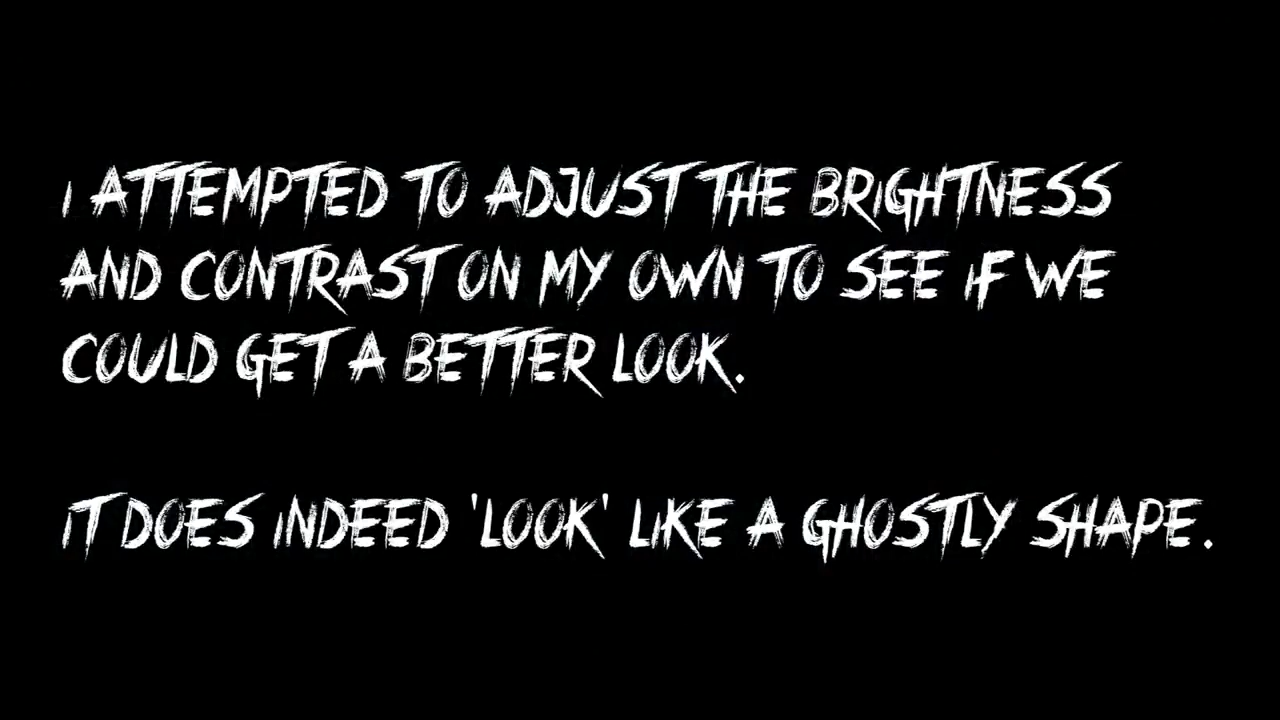 I ATTEMPTED TO ADJUST THE BRIGHTNESS
AND CONTRAST ON MY OWN TO SEE IF WE
COULD GET A BETTER LOOK.
IT DOES INDEED 'LOOK' LIKE A GHOSTLY SHAPE.